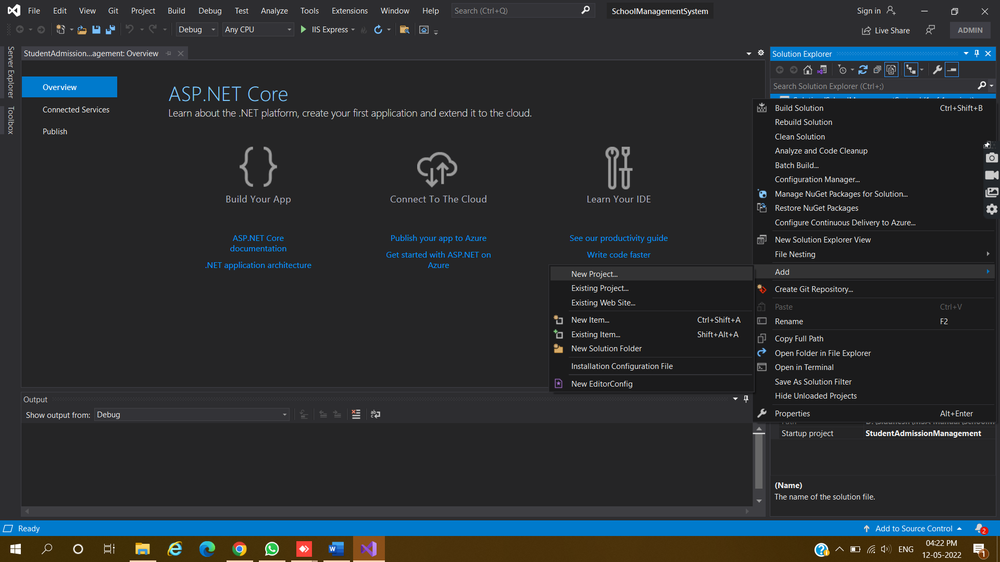 File Edit View Git Project Build Debug Test Analyze Tools Extensions Window Help Search (Ctrl+Q) SchoolManagementSystem Sign in
Debug Any CPU IIS Express Live Share ADMIN
Server Explorer
Toolbox
StudentAdmission...agement: Overview
Overview
Connected Services
Publish
ASP.NET Core
Learn about the .NET platform, create your first application and extend it to the cloud.
Build Your App
ASP.NET Core
documentation
.NET application architecture
Connect To The Cloud
Publish your app to Azure
Get started with ASP.NET on
Azure
Learn Your IDE
See our productivity guide
Write code faster
New Project...
Existing Project...
Existing Web Site...
New Item... Ctrl+Shift+A
Existing Item... Shift+Alt+A
New Solution Folder
Installation Configuration File
New EditorConfig
Solution Explorer
Search Solution Explorer (Ctrl+;)
Build Solution Ctrl+Shift+B
Rebuild Solution
Clean Solution
Analyze and Code Cleanup
Batch Build...
Configuration Manager...
Manage NuGet Packages for Solution...
Restore NuGet Packages
Configure Continuous Delivery to Azure...
New Solution Explorer View
File Nesting
Add
Create Git Repository...
Paste Ctrl+V
Rename F2
Copy Full Path
Open Folder in File Explorer
Open in Terminal
Save As Solution Filter
Hide Unloaded Projects
Properties Alt+Enter
Startup project StudentAdmissionManagement
(Name)
The name of the solution file.
Output
Show output from: Debug
Ready Add to Source Control 2
ENG 04:22 PM
12-05-2022 1